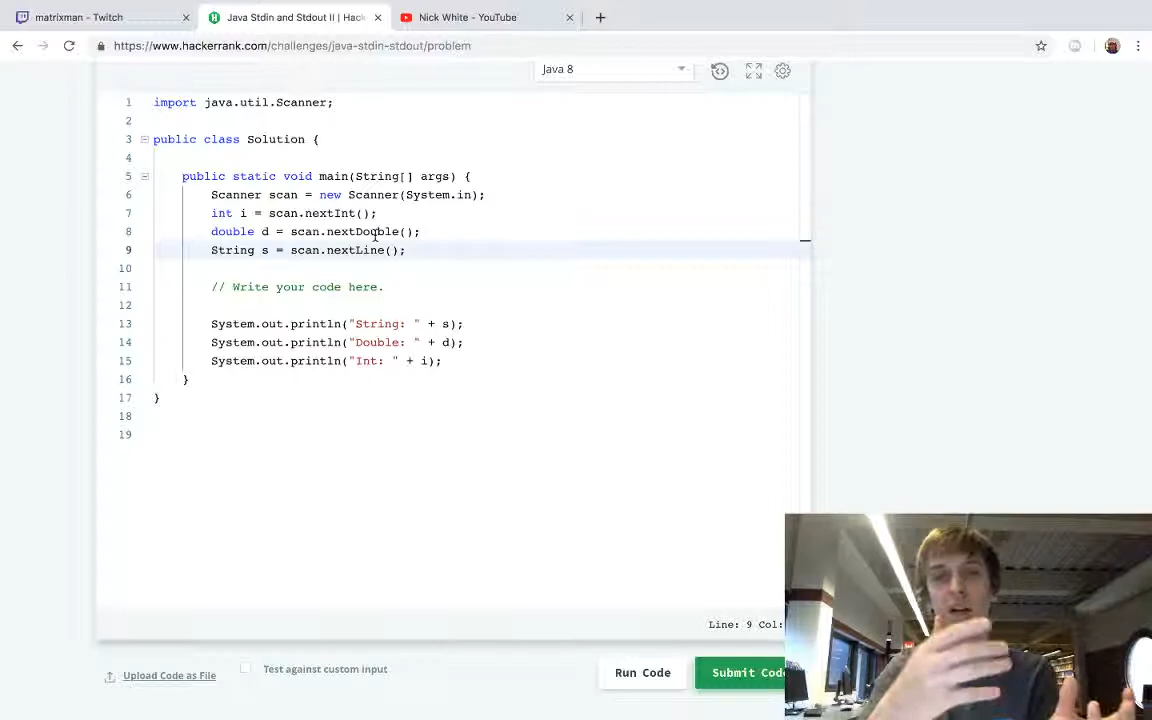 matrixman - Twitch
Java Stdin and Stdout II | Hack
Nick White - YouTube
https://www.hackerrank.com/challenges/java-stdin-stdout/problem
Java 8
1 import java.util.Scanner;
2
3 public class Solution {
4
5 public static void main(String[] args) {
6 Scanner scan = new Scanner(System.in);
7 int i = scan.nextInt();
8 double d = scan.nextDouble();
9 String s = scan.nextLine();
10
11 // Write your code here.
12
13 System.out.println("String: " + s);
14 System.out.println("Double: " + d);
15 System.out.println("Int: " + i);
16 }
17 }
18
19
Line: 9 Col:
Upload Code as File
Test against custom input
Run Code
Submit Code